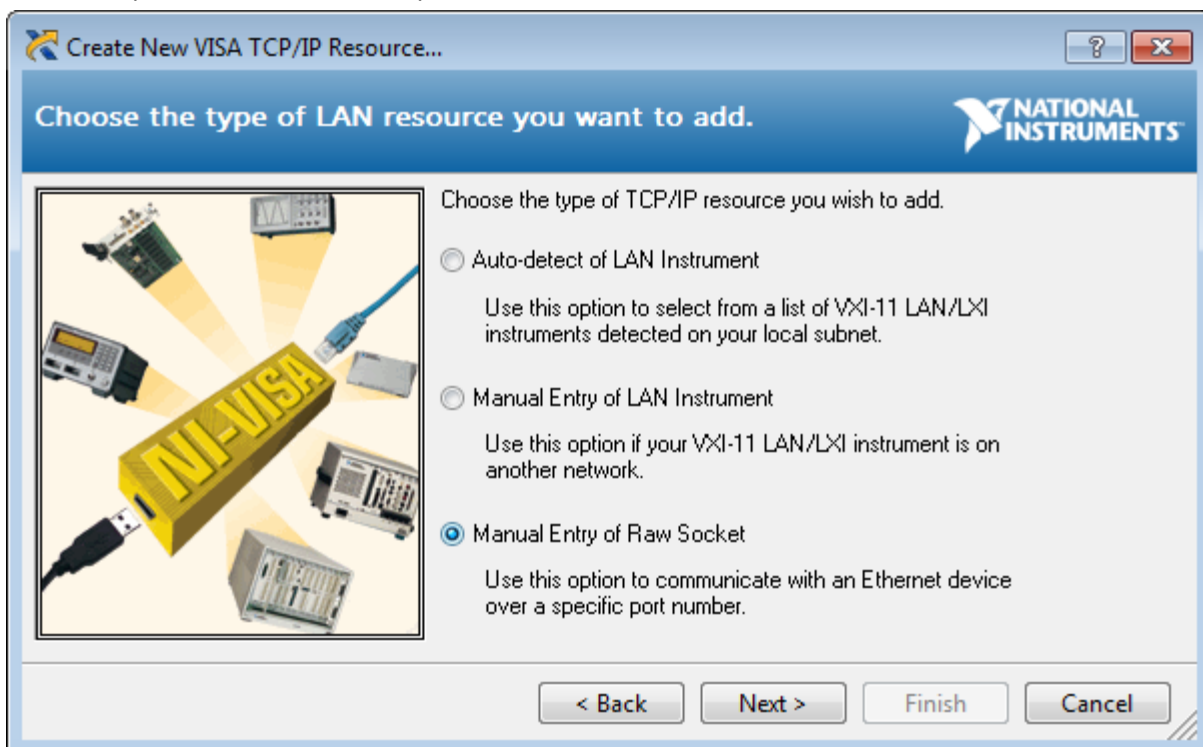 Create New VISA TCP/IP Resource...
Choose the type of LAN resource you want to add.
NATIONAL
INSTRUMENTS
Choose the type of TCP/IP resource you wish to add.
Auto-detect of LAN Instrument
Use this option to select from a list of VXI-11 LAN/LXI
instruments detected on your local subnet.
Manual Entry of LAN Instrument
Use this option if your VXI-11 LAN/LXI instrument is on
another network.
Manual Entry of Raw Socket
Use this option to communicate with an Ethernet device
over a specific port number.
NI-VISA
< Back
Next >
Finish
Cancel